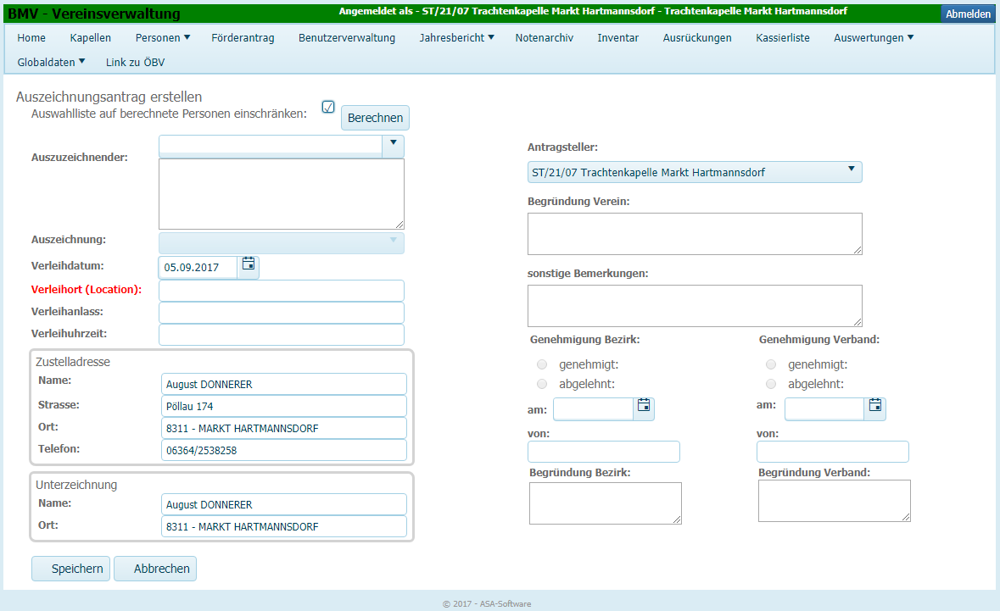 BMV - Vereinsverwaltung
Angemeldet als - ST/21/07 Trachtenkapelle Markt Hartmannsdorf - Trachtenkapelle Markt Hartmannsdorf
Abmelden
Home Kapellen Personen Förderantrag Benutzerverwaltung Jahresbericht Notenarchiv Inventar Ausrückungen Kassierliste Auswertungen
Globaldaten Link zu ÖBV
Auszeichnungsantrag erstellen
Auswahlliste auf berechnete Personen einschränken:
Berechnen
Auszuzeichnender:
Auszeichnung:
Verleihdatum: 05.09.2017
Verleihort (Location):
Verleihanlass:
Verleihuhrzeit:
Zustelladresse
Name: August DONNERER
Strasse: Pöllau 174
Ort: 8311 - MARKT HARTMANNSDORF
Telefon: 06364/2538258
Unterzeichnung
Name: August DONNERER
Ort: 8311 - MARKT HARTMANNSDORF
Speichern Abbrechen
Antragsteller:
ST/21/07 Trachtenkapelle Markt Hartmannsdorf
Begründung Verein:
sonstige Bemerkungen:
Genehmigung Bezirk:
genehmigt:
abgelehnt:
am:
von:
Begründung Bezirk:
Genehmigung Verband:
genehmigt:
abgelehnt:
am:
von:
Begründung Verband:
© 2017 - ASA-Software